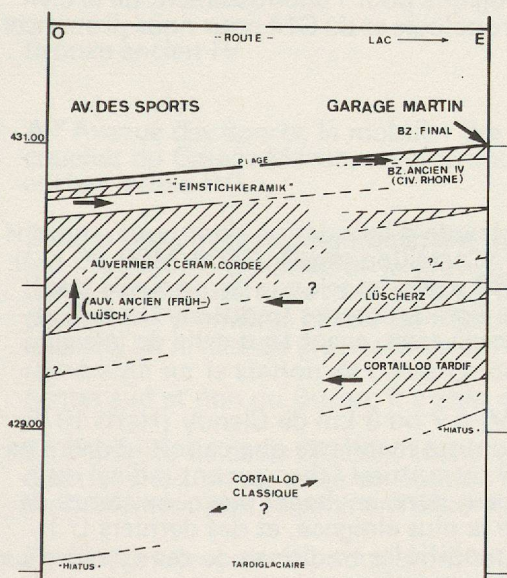 O
E
-- ROUTE --
LAC
AV. DES SPORTS
GARAGE MARTIN
BZ. FINAL
431.00
PLAGE
BZ. ANCIEN IV
(CIV. RHONE)
"EINSTICHKERAMIK"
?
AUVERNIER + CERAM. CORDÉE
?
(AUV. ANCIEN (FRÜH-)
LÜSCH.
LÜSCHERZ
?
CORTAILLOD TARDIF
429.00
-HIATUS-
CORTAILLOD
CLASSIQUE
?
-HIATUS-
TARDIGLACIAIRE